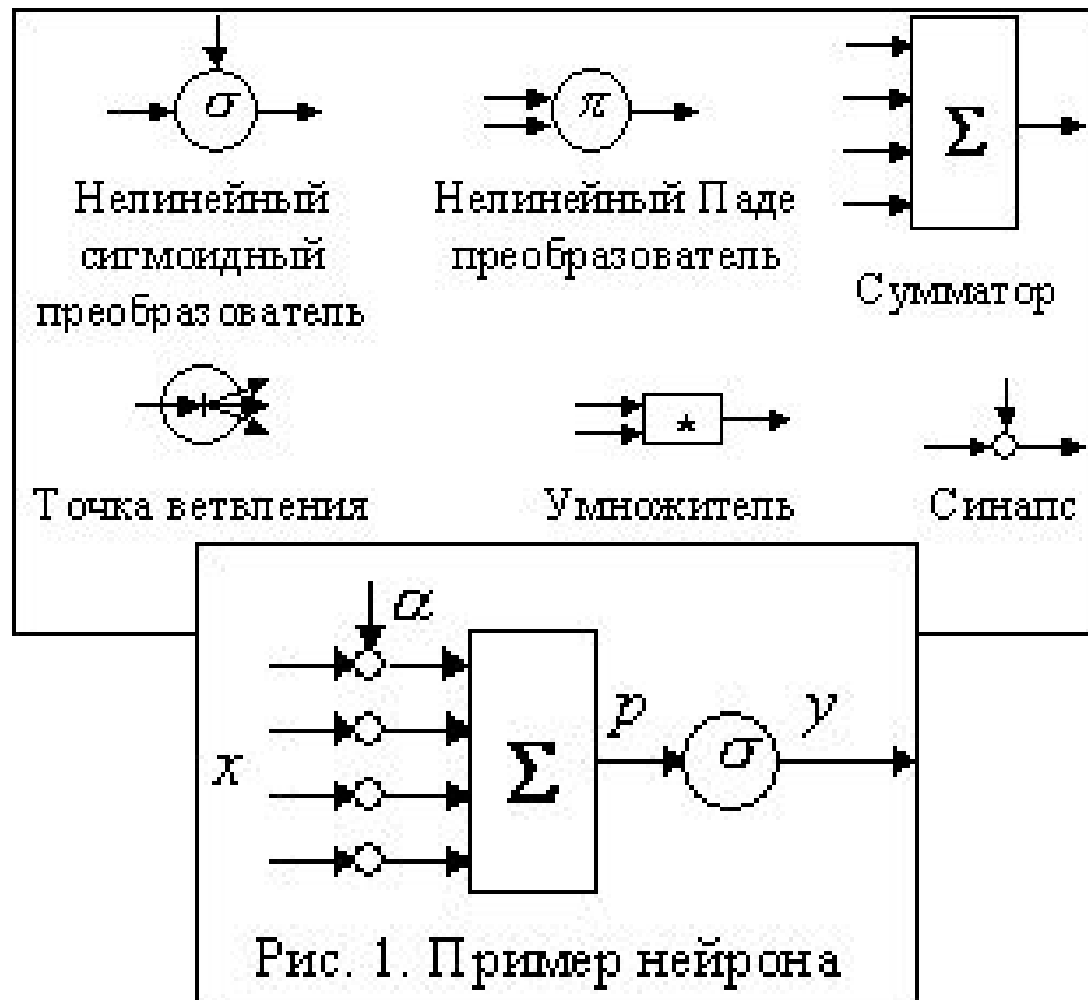 σ
π
Σ
Нелинейный
сигмоидный
преобразователь
Нелинейный Паде
преобразователь
Сумматор
*
Точка ветвления
Умножитель
Синапс
α
x
Σ
p
σ
y
Рис. 1. Пример нейрона